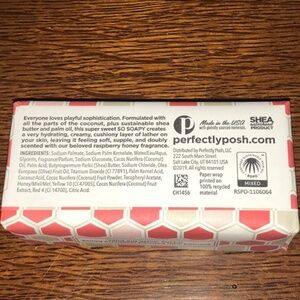 Everyone loves playful sophistication. Formulated with
all the parts of the coconut, plus sustainable shea
butter and palm oil, this super sweet SO SOAPY creates
a very hydrating, creamy, cushiony layer of lather on
your skin, leaving it feeling soft, supple, and doubly
scented with our beloved raspberry honey fragrance.
INGREDIENTS: Sodium Palmate, Sodium Palm Kernelate, Water/Eau/Aqua,
Glycerin, Fragrance/Parfum, Sodium Gluconate, Cocos Nucifera (Coconut)
Oil, Palm Acid, Butyrospermum Parkii (Shea) Butter, Sodium Chloride, Olea
Europaea (Olive) Fruit Oil, Titanium Dioxide (CI 77891), Palm Kernel Acid,
Cocos Nucifera (Coconut) Fruit Powder, Tocopheryl Acetate,
Honey/Miel/Mel, Yellow 10 (CI 47005), Cocos Nucifera (Coconut) Fruit
Extract, Red 4 (CI 14700), Citric Acid.
P
Made in the USA
with globally sourced materials.
SHEA
PRODUCT
perfectlyposh.com
Distributed by Perfectly Posh, LLC
222 South Main Street
Salt Lake City, UT 84101 USA
©2019, All rights reserved
Paper wrap
printed on
100% recycled
material
CH1456
MIXED
RSPO-1106064